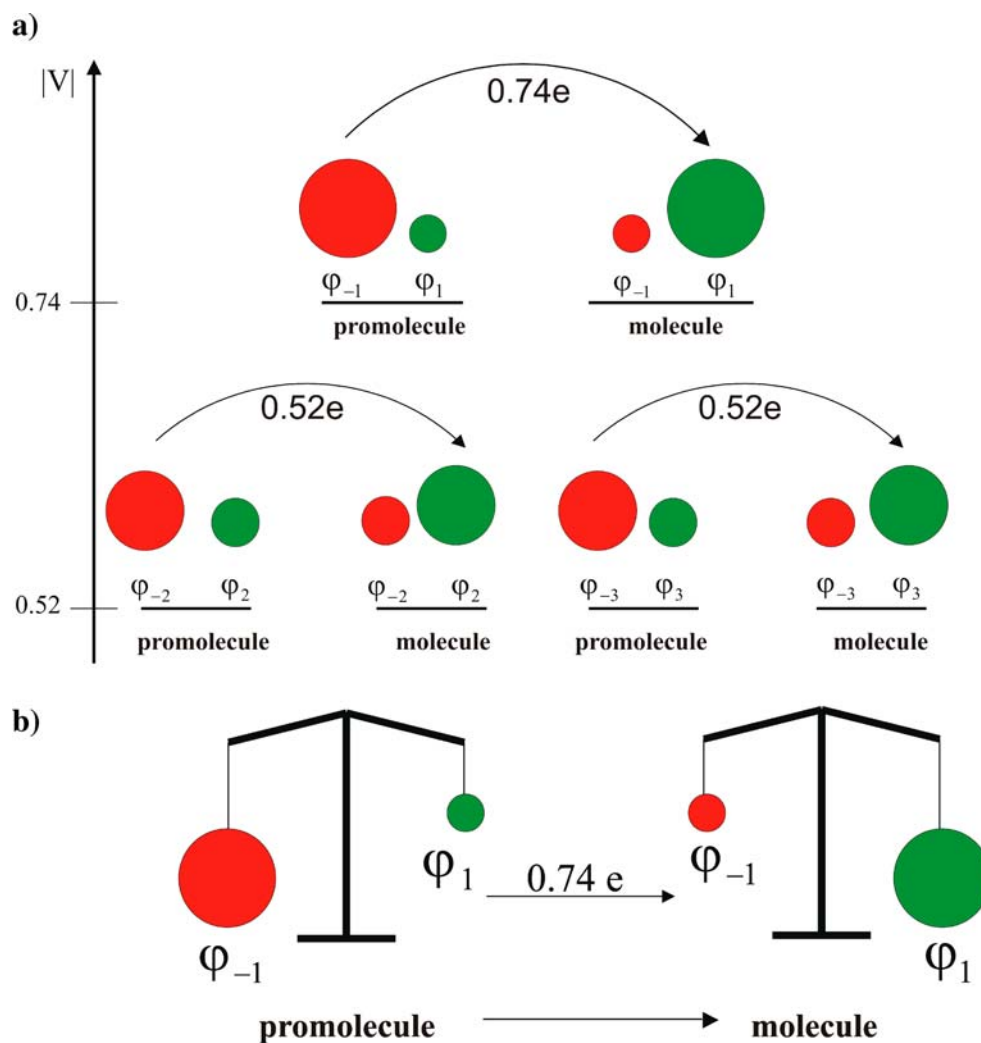 a)
|V|
0.74e
φ₋₁ φ₁ φ₋₁ φ₁
0.74
promolecule molecule
0.52e 0.52e
φ₋₂ φ₂ φ₋₂ φ₂ φ₋₃ φ₃ φ₋₃ φ₃
0.52
promolecule molecule promolecule molecule
b)
φ₁ 0.74 e φ₋₁
φ₋₁ φ₁
promolecule molecule